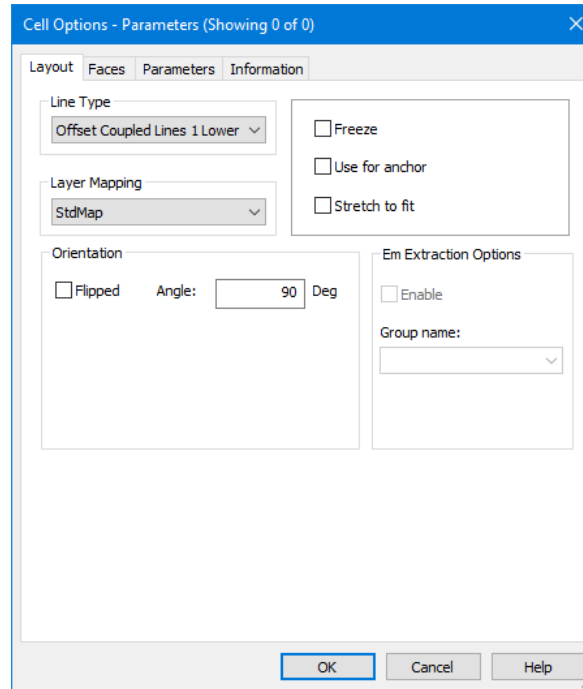 Cell Options - Parameters (Showing 0 of 0)
Layout Faces Parameters Information
Line Type
Offset Coupled Lines 1 Lower
Layer Mapping
StdMap
Freeze
Use for anchor
Stretch to fit
Orientation
Flipped Angle: 90 Deg
Em Extraction Options
Enable
Group name:
OK Cancel Help